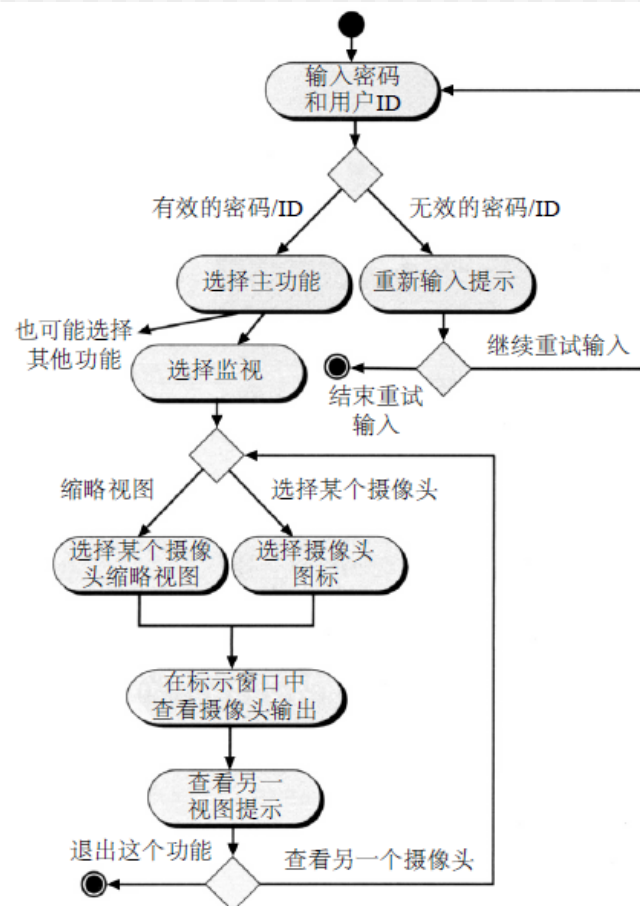 输入密码
和用户ID
有效的密码/ID
无效的密码/ID
选择主功能
重新输入提示
也可能选择
其他功能
选择监视
继续重试输入
结束重试
输入
缩略视图
选择某个摄像头
选择某个摄像
头缩略视图
选择摄像头
图标
在标示窗口中
查看摄像头输出
查看另一
视图提示
退出这个功能
查看另一个摄像头